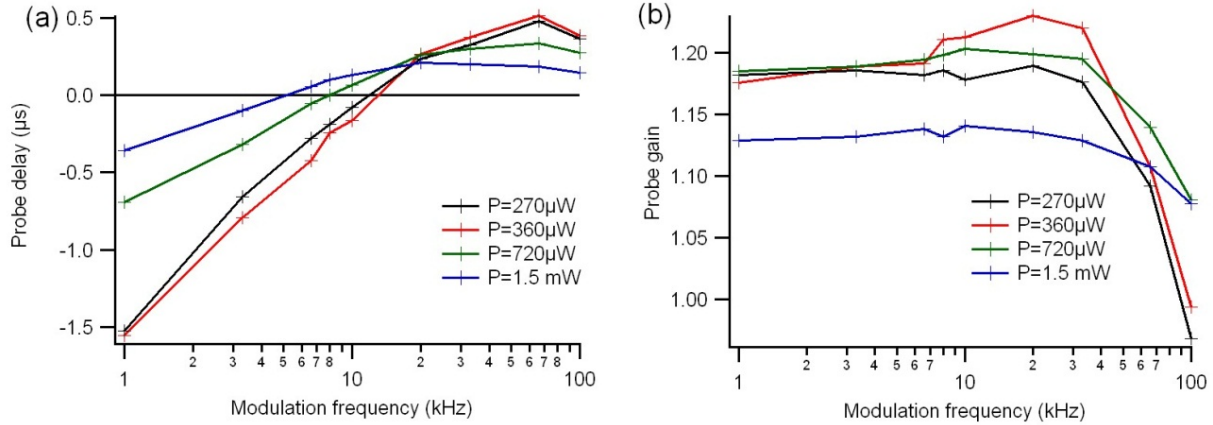 (a)
0.5
0.0
-0.5
-1.0
-1.5
Probe delay (µs)
P=270µW
P=360µW
P=720µW
P=1.5 mW
2 3 4 5 6 7 8 2 3 4 5 6 7 8
1 10 100
Modulation frequency (kHz)
(b)
1.20
1.15
1.10
1.05
1.00
Probe gain
P=270µW
P=360µW
P=720µW
P=1.5 mW
2 3 4 5 6 7 2 3 4 5 6 7
1 10 100
Modulation frequency (kHz)